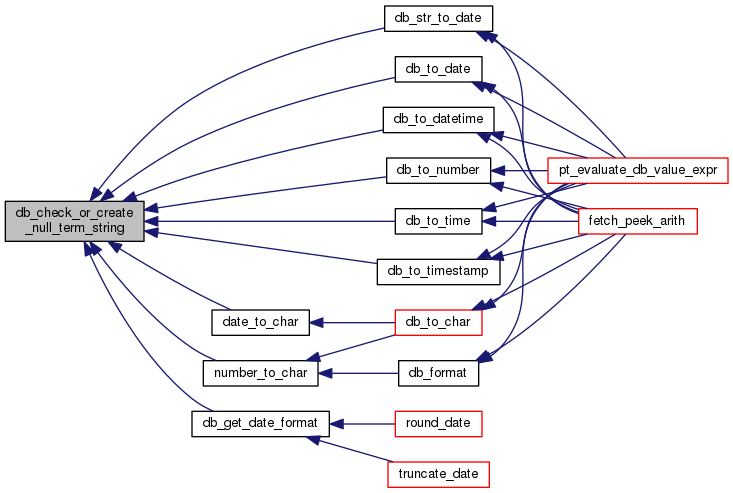 db_str_to_date
db_to_date
db_to_datetime
db_to_number
pt_evaluate_db_value_expr
db_check_or_create
_null_term_string
db_to_time
fetch_peek_arith
db_to_timestamp
date_to_char
db_to_char
number_to_char
db_format
db_get_date_format
round_date
truncate_date